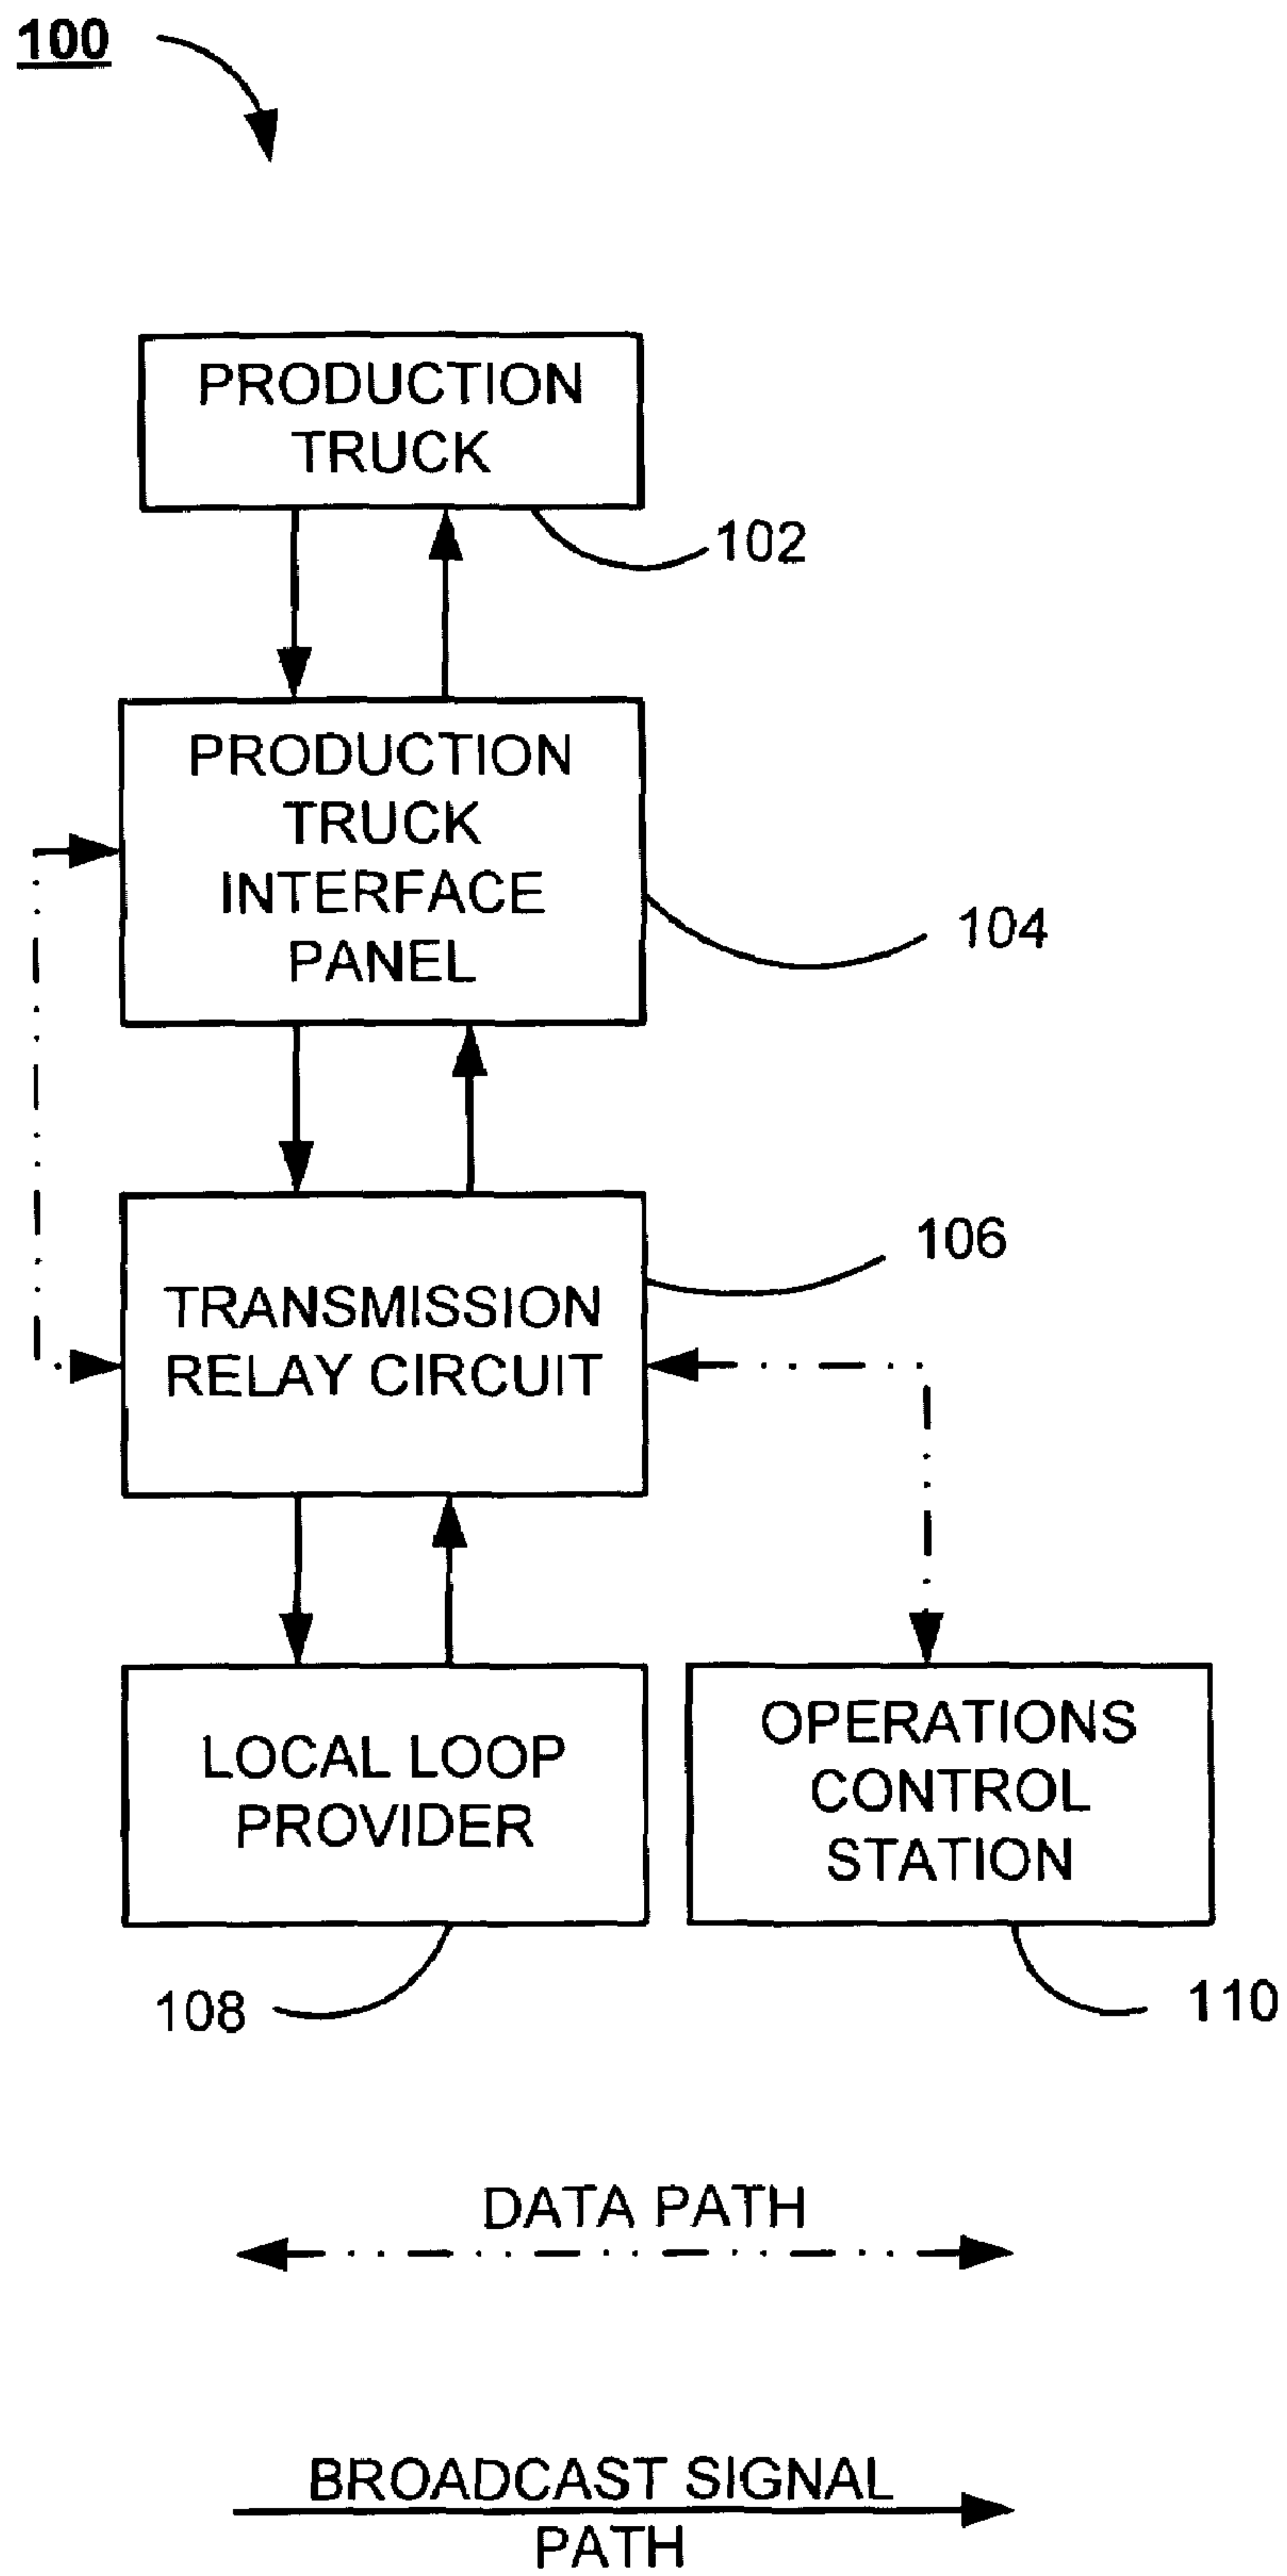 100
PRODUCTION
TRUCK
102
PRODUCTION
TRUCK
INTERFACE
PANEL
104
106
TRANSMISSION
RELAY CIRCUIT
LOCAL LOOP
PROVIDER
OPERATIONS
CONTROL
STATION
108
110
DATA PATH
BROADCAST SIGNAL
PATH